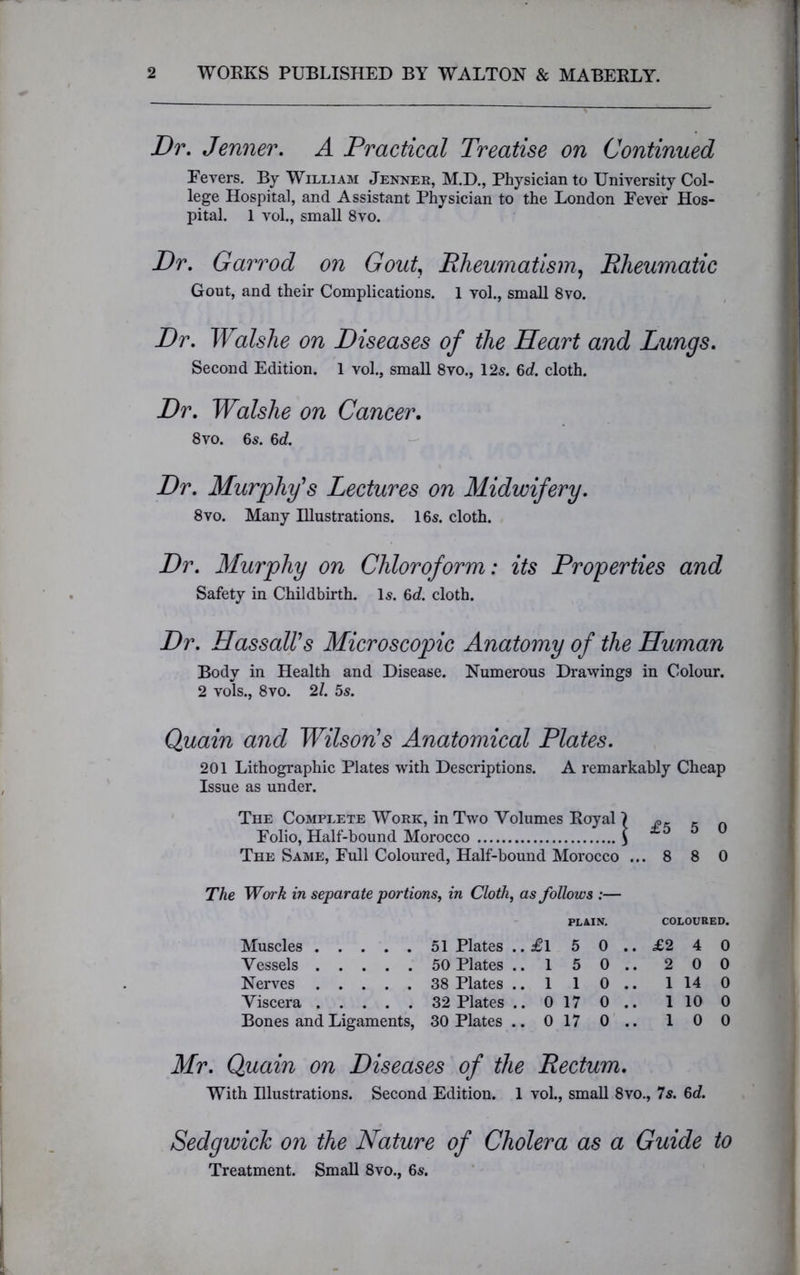 2 WORKS PUBLISHED BY WALTON & MABERLY.
Dr. Jenner. A Practical Treatise on Continued
Fevers. By William Jenner, M.D., Physician to University Col-
lege Hospital, and Assistant Physician to the London Fever Hos-
pital. 1 vol., small 8vo.
Dr. Garrod on Gout, Rheumatism, Rheumatic
Gout, and their Complications. 1 vol., small 8vo.
Dr. Walshe on Diseases of the Heart and Lungs.
Second Edition. 1 vol., small 8vo., 12s. 6d. cloth.
Dr. Walshe on Cancer.
8vo. 6s. 6d.
Dr. Murphy's Lectures on Midwifery.
8vo. Many Illustrations. 16s. cloth.
Dr. Murphy on Chloroform: its Properties and
Safety in Childbirth. 1s. 6d. cloth.
Dr. Hassall's Microscopic Anatomy of the Human
Body in Health and Disease. Numerous Drawings in Colour.
2 vols., 8vo. 2l. 5s.
Quain and Wilson's Anatomical Plates.
201 Lithographic Plates with Descriptions. A remarkably Cheap
Issue as under.
The Complete Work, in Two Volumes Royal }
Folio, Half-bound Morocco ........................ } £5 5 0
The Same, Full Coloured, Half-bound Morocco ... 8 8 0
The Work in separate portions, in Cloth, as follows :—
PLAIN. COLOURED.
Muscles . . . . . 51 Plates .. £1 5 0 .. £2 4 0
Vessels . . . . . 50 Plates .. 1 5 0 .. 2 0 0
Nerves . . . . . 38 Plates .. 1 1 0 .. 1 14 0
Viscera . . . . . 32 Plates .. 0 17 0 .. 1 10 0
Bones and Ligaments, 30 Plates .. 0 17 0 .. 1 0 0
Mr. Quain on Diseases of the Rectum.
With Illustrations. Second Edition. 1 vol., small 8vo., 7s. 6d.
Sedgwick on the Nature of Cholera as a Guide to
Treatment. Small 8vo., 6s.